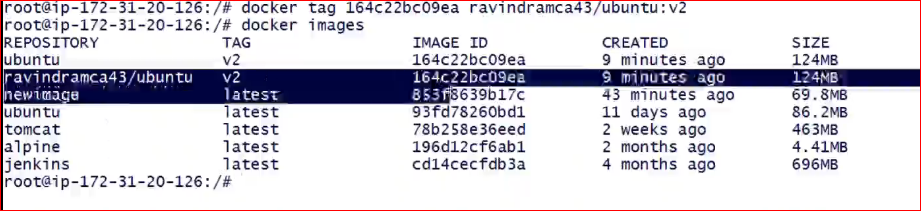 root@ip-172-31-20-126:/# docker tag 164c22bc09ea ravindramca43/ubuntu:v2
root@ip-172-31-20-126:/# docker images
REPOSITORY TAG IMAGE ID CREATED SIZE
ubuntu v2 164c22bc09ea 9 minutes ago 124MB
ravindramca43/ubuntu v2 164c22bc09ea 9 minutes ago 124MB
newimage latest 853f8639b17c 43 minutes ago 69.8MB
ubuntu latest 93fd78260bd1 11 days ago 86.2MB
tomcat latest 78b258e36eed 2 weeks ago 463MB
alpine latest 196d12cf6ab1 2 months ago 4.41MB
jenkins latest cd14cecfdb3a 4 months ago 696MB
root@ip-172-31-20-126:/#